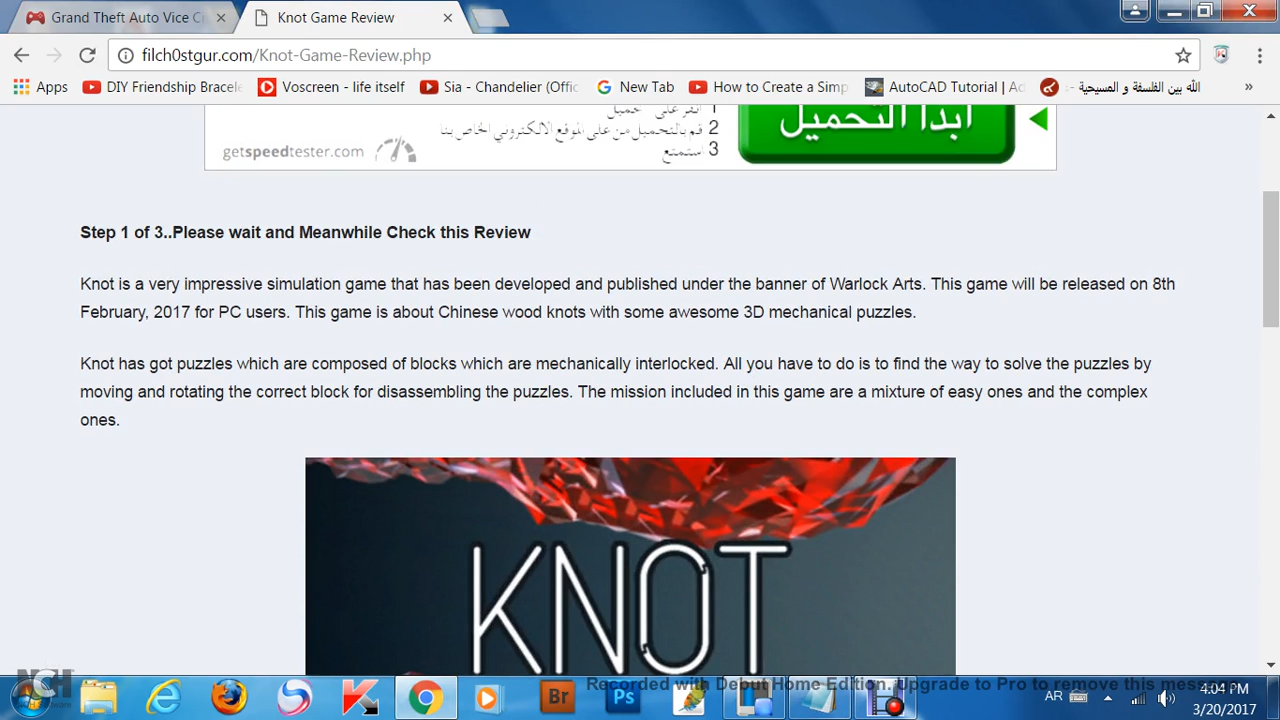 Grand Theft Auto Vice C
Knot Game Review
filch0stgur.com/Knot-Game-Review.php
Apps
DIY Friendship Bracele
Voscreen - life itself
Sia - Chandelier (Offic
New Tab
How to Create a Simp
AutoCAD Tutorial | Ad
الله بين الفلسفة و المسيحية :-
»
1 انقر على
2 قم بالتحميل من على الموقع الالكتروني الخاص بنا
3 استمتع
ابدأ التحميل
getspeedtester.com
Step 1 of 3..Please wait and Meanwhile Check this Review
Knot is a very impressive simulation game that has been developed and published under the banner of Warlock Arts. This game will be released on 8th
February, 2017 for PC users. This game is about Chinese wood knots with some awesome 3D mechanical puzzles.
Knot has got puzzles which are composed of blocks which are mechanically interlocked. All you have to do is to find the way to solve the puzzles by
moving and rotating the correct block for disassembling the puzzles. The mission included in this game are a mixture of easy ones and the complex
ones.
KNOT
NCH
Br
Ps
Recorded with Debut Home Edition. Upgrade to Pro to remove this message.
AR
4:04 PM
3/20/2017